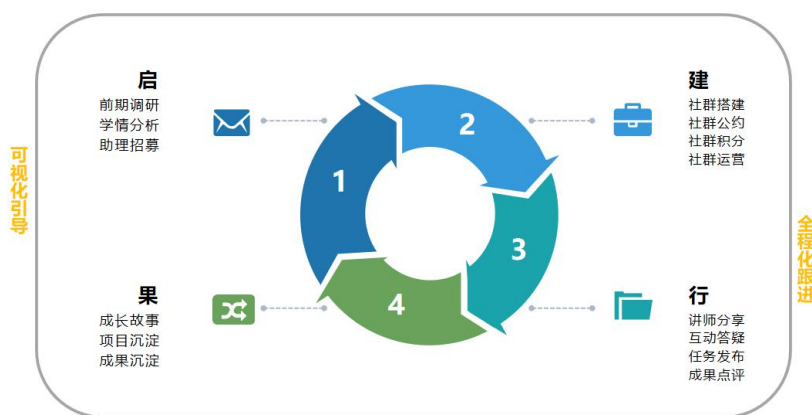 启
前期调研
学情分析
助理招募
建
社群搭建
社群公约
社群积分
社群运营
1
2
3
4
可视化引导
全程化跟进
果
成长故事
项目沉淀
成果沉淀
行
讲师分享
互动答疑
任务发布
成果点评